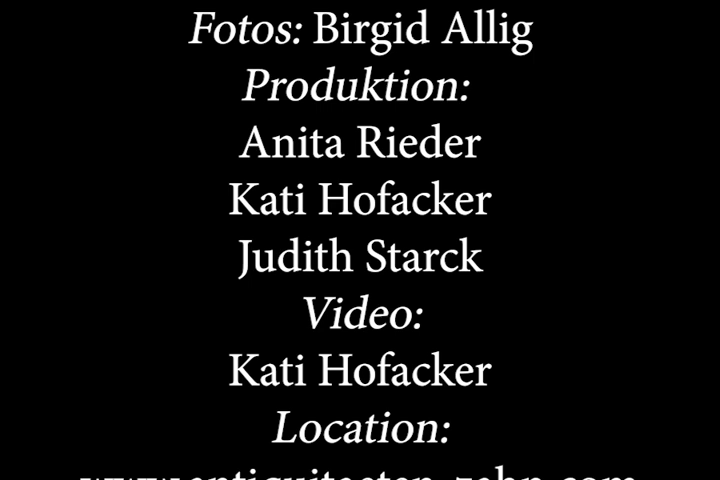 Fotos: Birgid Allig
Produktion:
Anita Rieder
Kati Hofacker
Judith Starck
Video:
Kati Hofacker
Location: